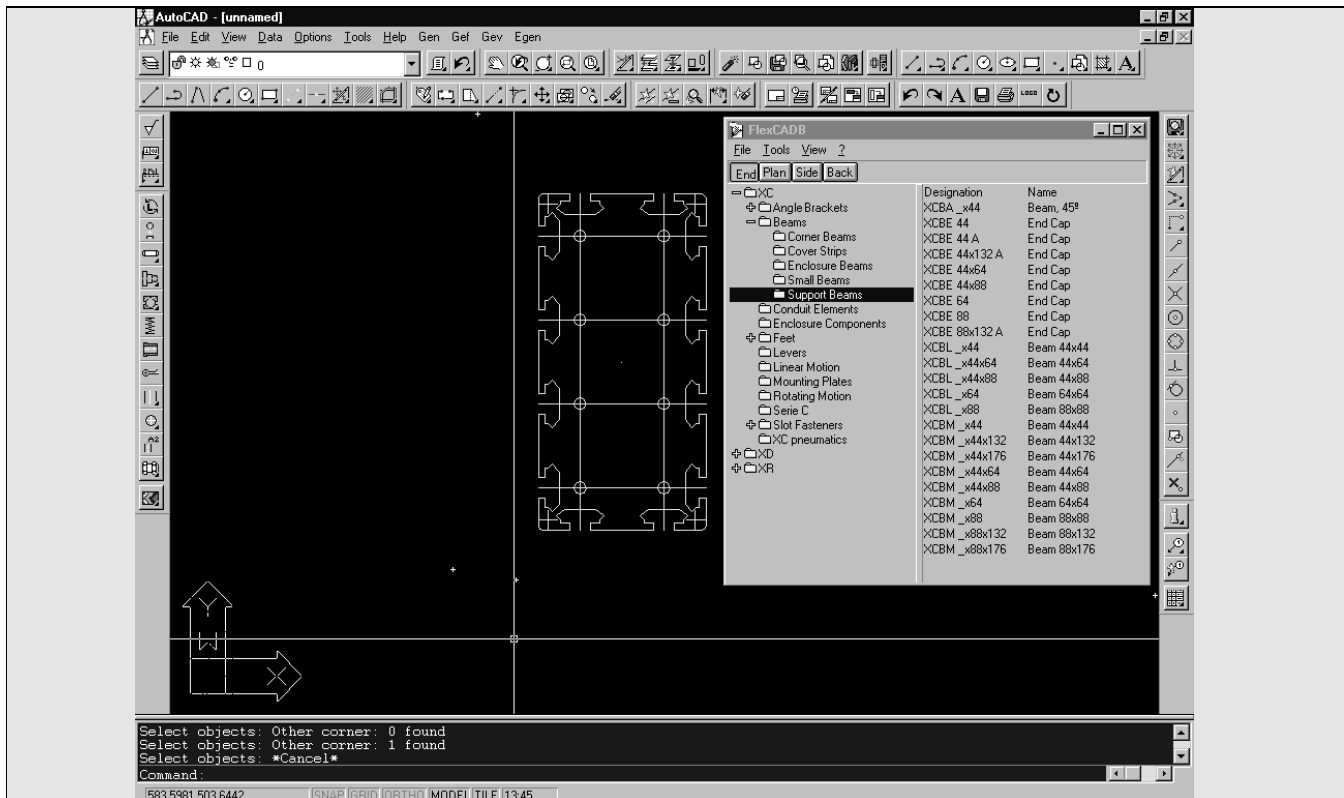 AutoCAD - [unnamed]
File Edit View Data Options Tools Help Gen Gef Gev Egen
0
FlexCADB
File Tools View ?
End Plan Side Back
XC
Angle Brackets
Beams
Corner Beams
Cover Strips
Enclosure Beams
Small Beams
Support Beams
Conduit Elements
Enclosure Components
Feet
Levers
Linear Motion
Mounting Plates
Rotating Motion
Serie C
Slot Fasteners
XC pneumatics
XD
XR
Designation Name
XCBA _x44 Beam, 45º
XCBE 44 End Cap
XCBE 44 A End Cap
XCBE 44x132 A End Cap
XCBE 44x64 End Cap
XCBE 44x88 End Cap
XCBE 64 End Cap
XCBE 88 End Cap
XCBE 88x132 A End Cap
XCBL _x44 Beam 44x44
XCBL _x44x64 Beam 44x64
XCBL _x44x88 Beam 44x88
XCBL _x64 Beam 64x64
XCBL _x88 Beam 88x88
XCBM _x44 Beam 44x44
XCBM _x44x132 Beam 44x132
XCBM _x44x176 Beam 44x176
XCBM _x44x64 Beam 44x64
XCBM _x44x88 Beam 44x88
XCBM _x64 Beam 64x64
XCBM _x88 Beam 88x88
XCBM _x88x132 Beam 88x132
XCBM _x88x176 Beam 88x176
Y
W
X
Select objects: Other corner: 0 found
Select objects: Other corner: 1 found
Select objects: *Cancel*
Command:
583.5981,503.6442 SNAP GRID ORTHO MODEL TILE 13:45